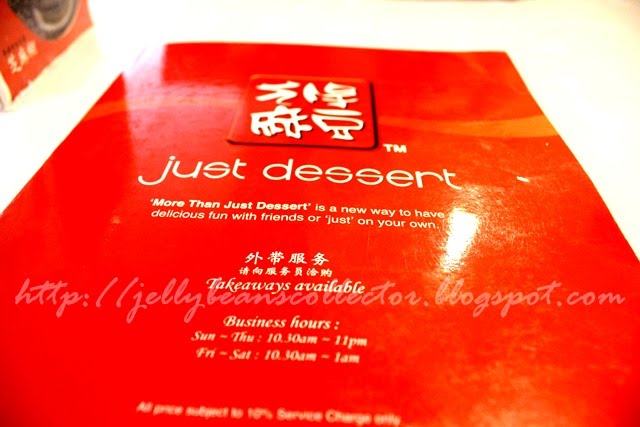 TM
just dessert
'More Than Just Dessert' is a new way to have
delicious fun with friends or 'just' on your own.
外带服务
请向服务员洽购
Takeaways available
http://jellybeanscollector.blogspot.com
Business hours :
Sun ~ Thu : 10.30am ~ 11pm
Fri ~ Sat : 10.30am ~ 1am
All price subject to 10% Service Charge only